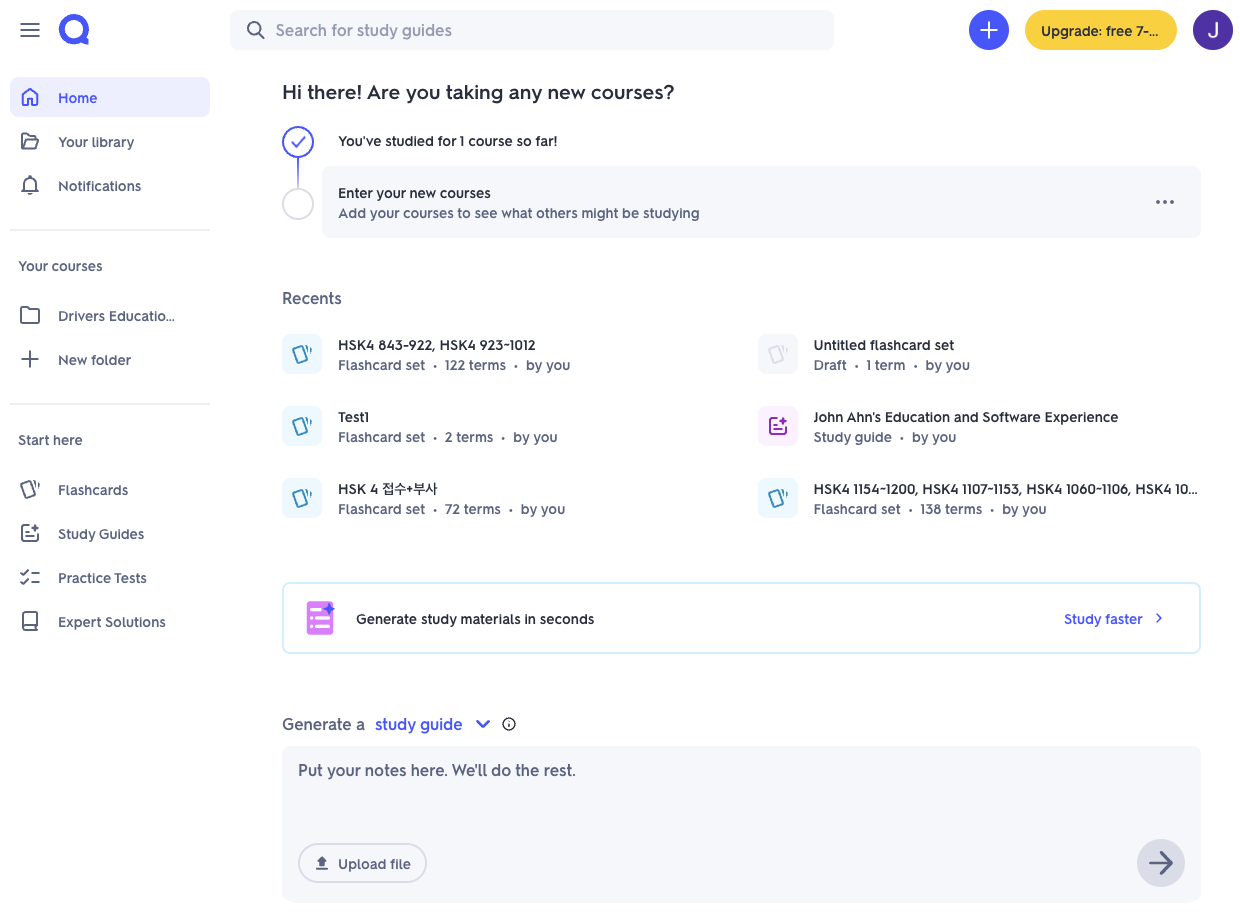 Search for study guides
Upgrade: free 7-...
J
Home
Your library
Notifications
Your courses
Drivers Educatio...
New folder
Start here
Flashcards
Study Guides
Practice Tests
Expert Solutions
Hi there! Are you taking any new courses?
You've studied for 1 course so far!
Enter your new courses
Add your courses to see what others might be studying
Recents
HSK4 843-922, HSK4 923~1012
Flashcard set • 122 terms • by you
Untitled flashcard set
Draft • 1 term • by you
Test1
Flashcard set • 2 terms • by you
John Ahn's Education and Software Experience
Study guide • by you
HSK 4 접수+부사
Flashcard set • 72 terms • by you
HSK4 1154~1200, HSK4 1107~1153, HSK4 1060~1106, HSK4 10...
Flashcard set • 138 terms • by you
Generate study materials in seconds
Study faster
Generate a study guide
Put your notes here. We'll do the rest.
Upload file